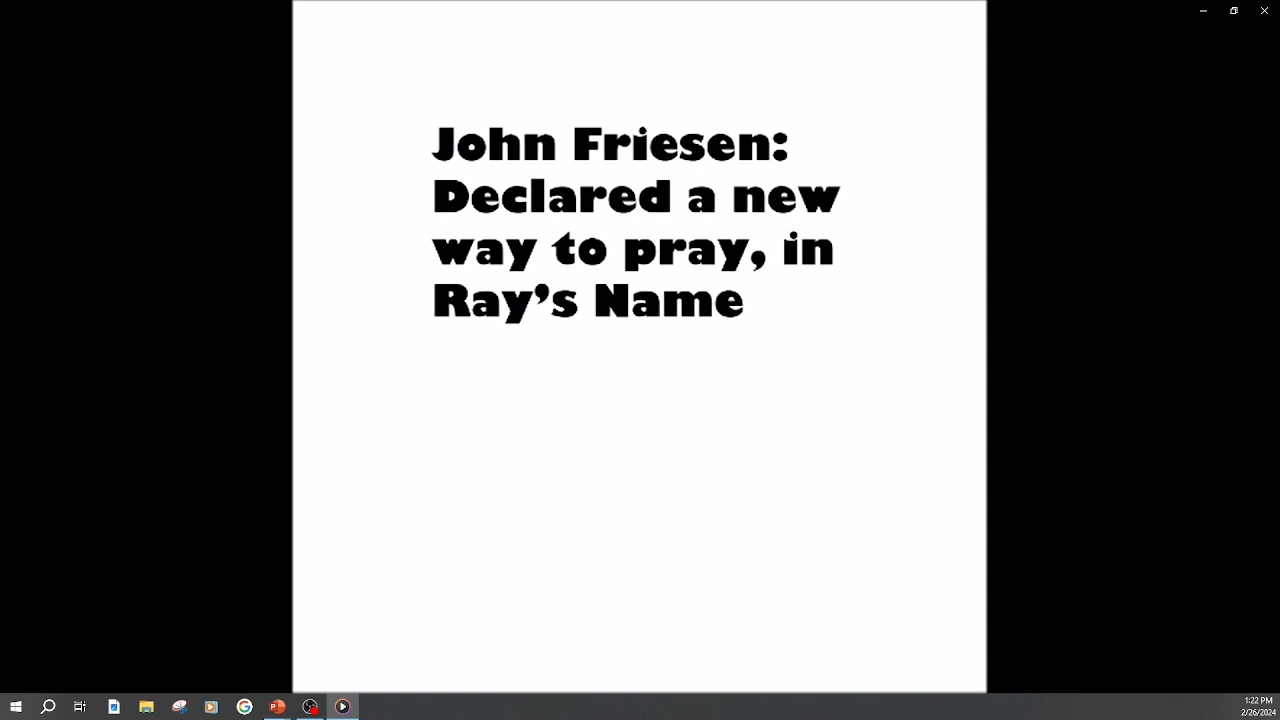 John Friesen:
Declared a new
way to pray, in
Ray’s Name
1:22 PM
2/26/2024